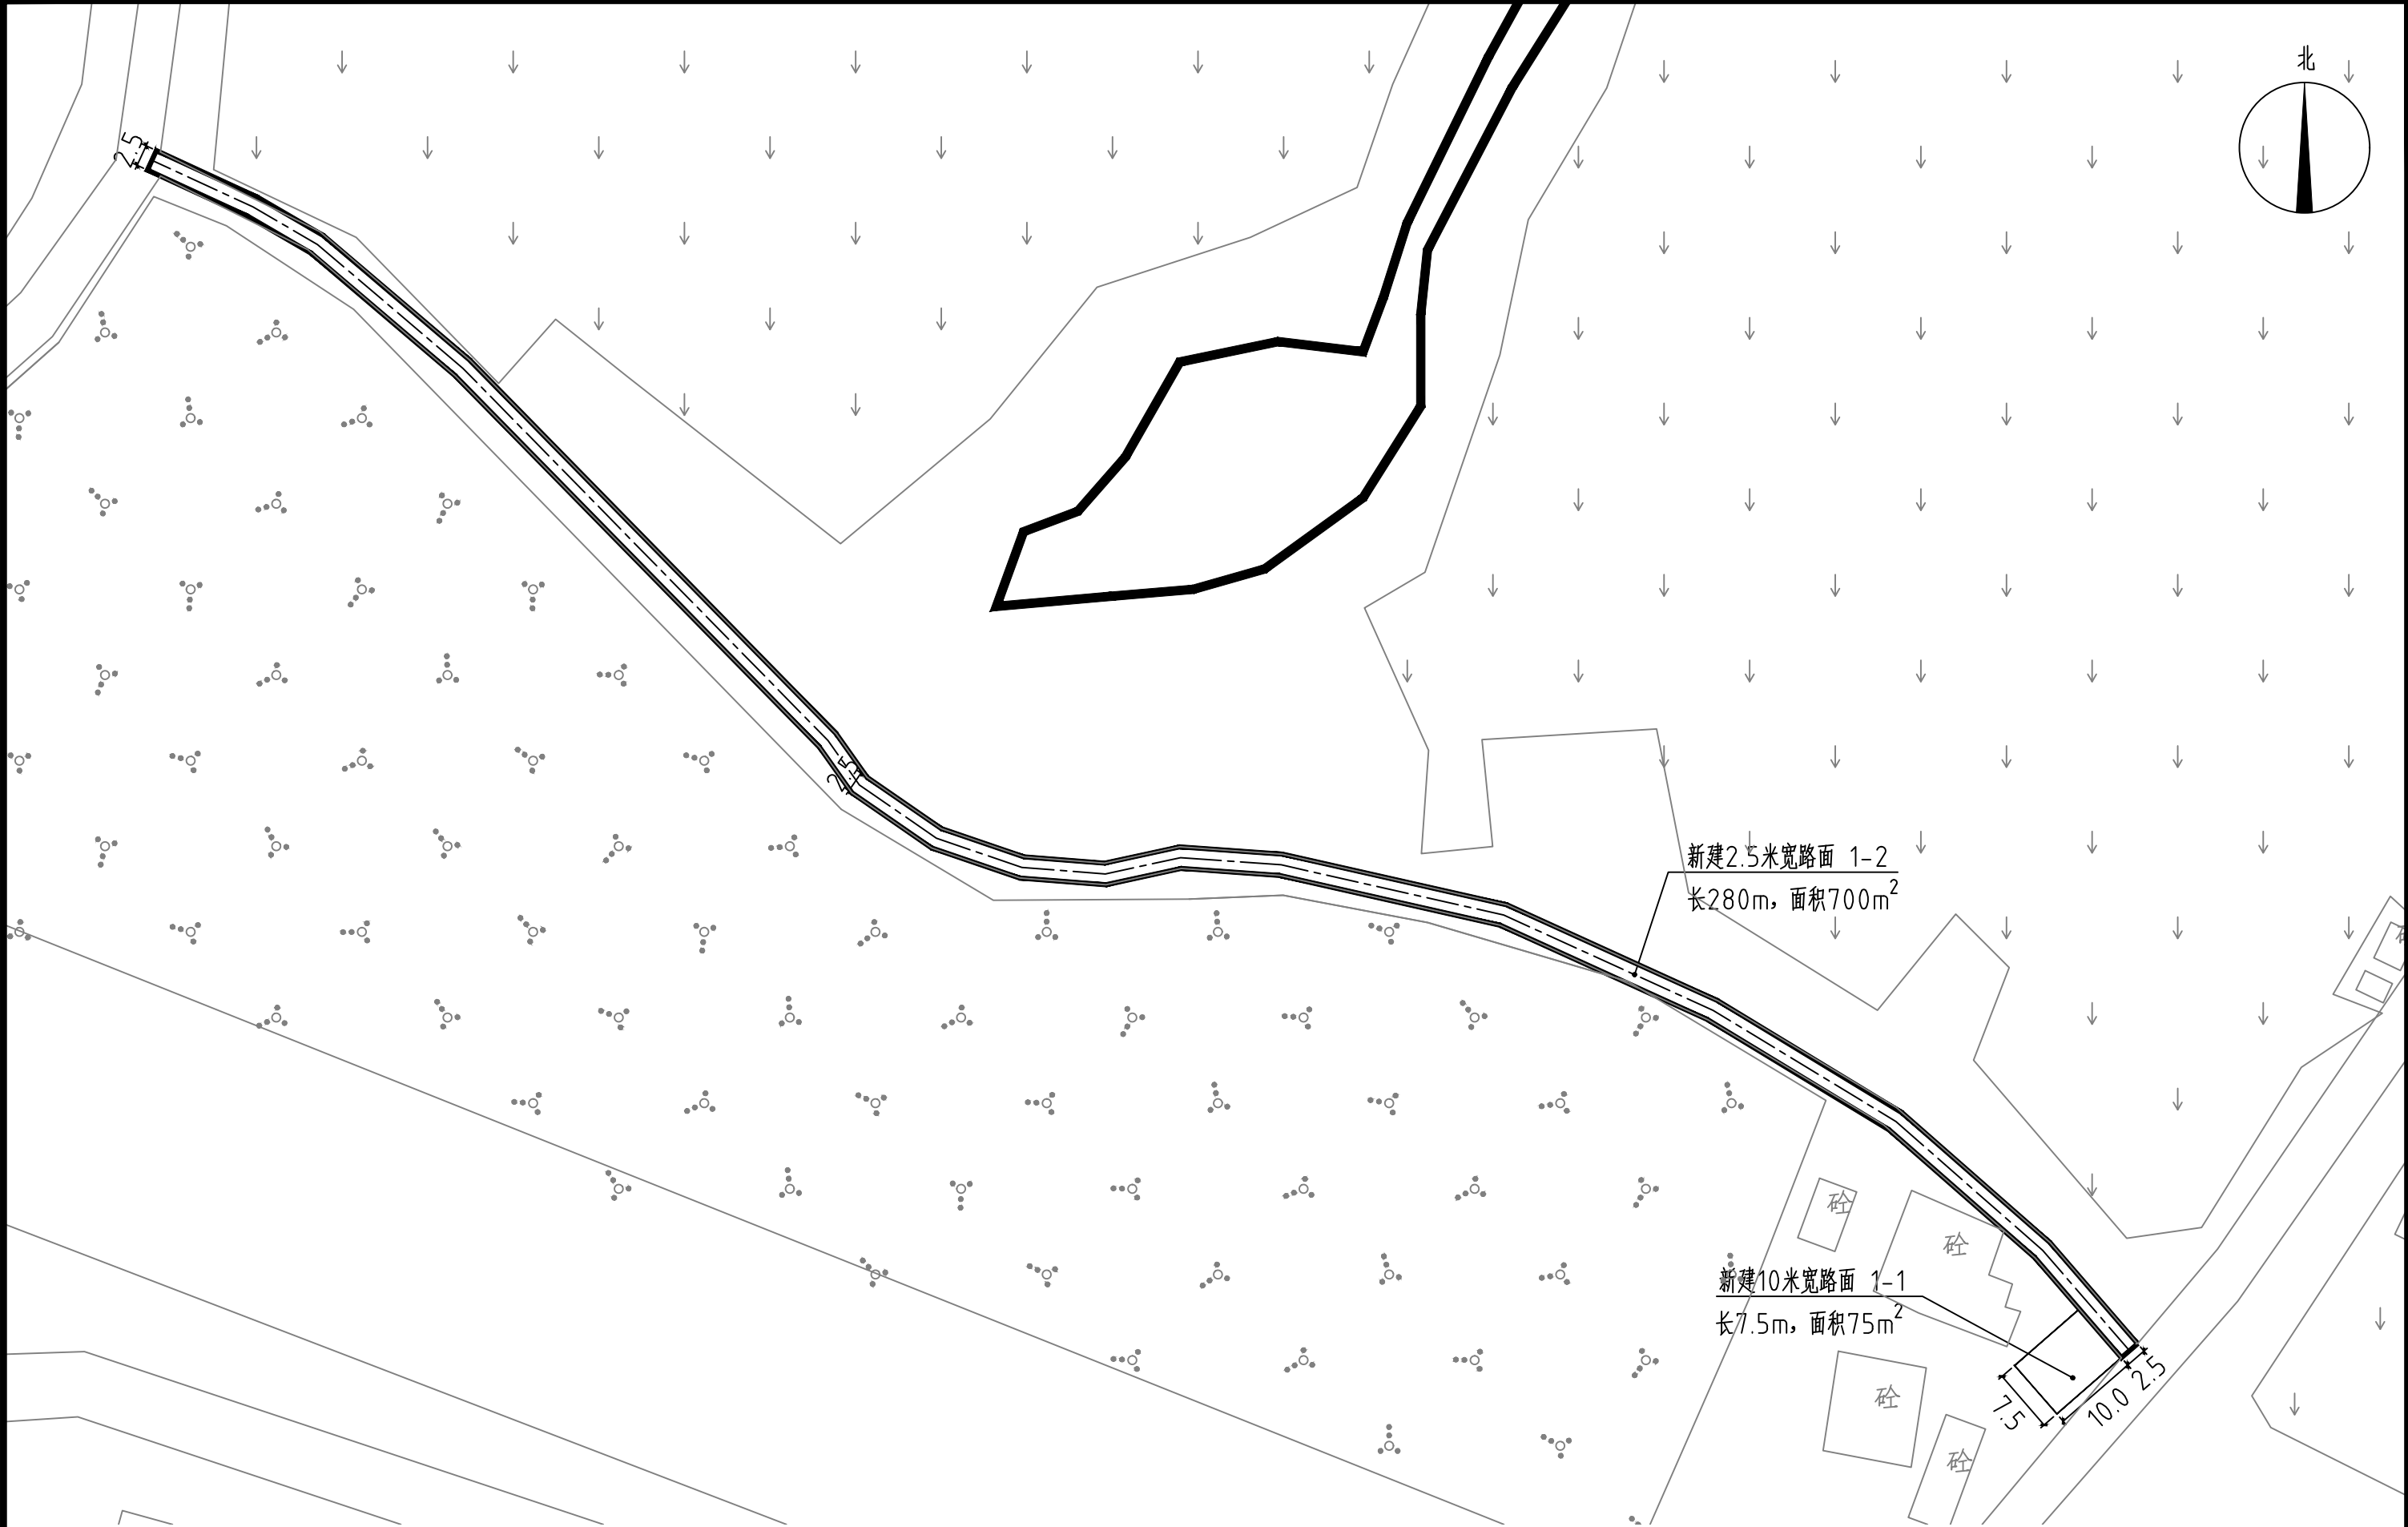 北
2.5
2.5
新建2.5米宽路面 1-2
长280m，面积700m²
砼
砼
砼
新建10米宽路面 1-1
长7.5m，面积75m²
砼
砼
7.5
10.0
2.5